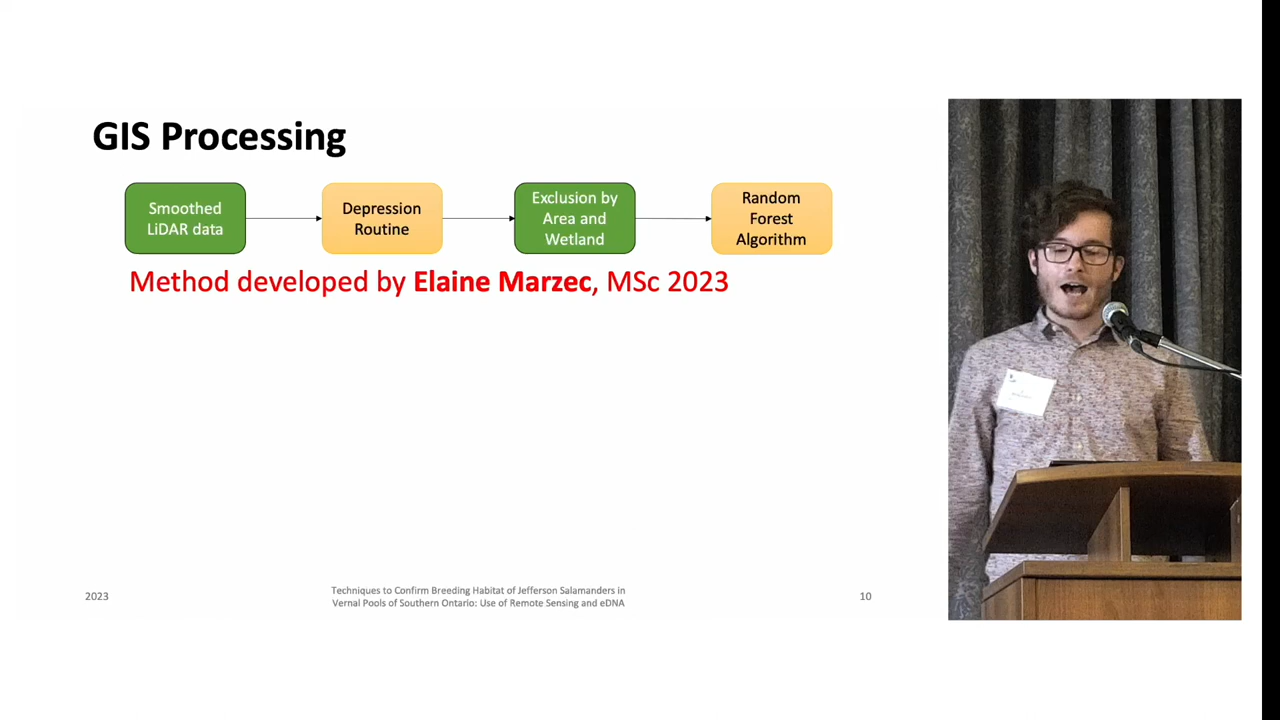 GIS Processing
Smoothed
LiDAR data
Depression
Routine
Exclusion by
Area and
Wetland
Random
Forest
Algorithm
Method developed by Elaine Marzec, MSc 2023
2023
Techniques to Confirm Breeding Habitat of Jefferson Salamanders in
Vernal Pools of Southern Ontario: Use of Remote Sensing and eDNA
10